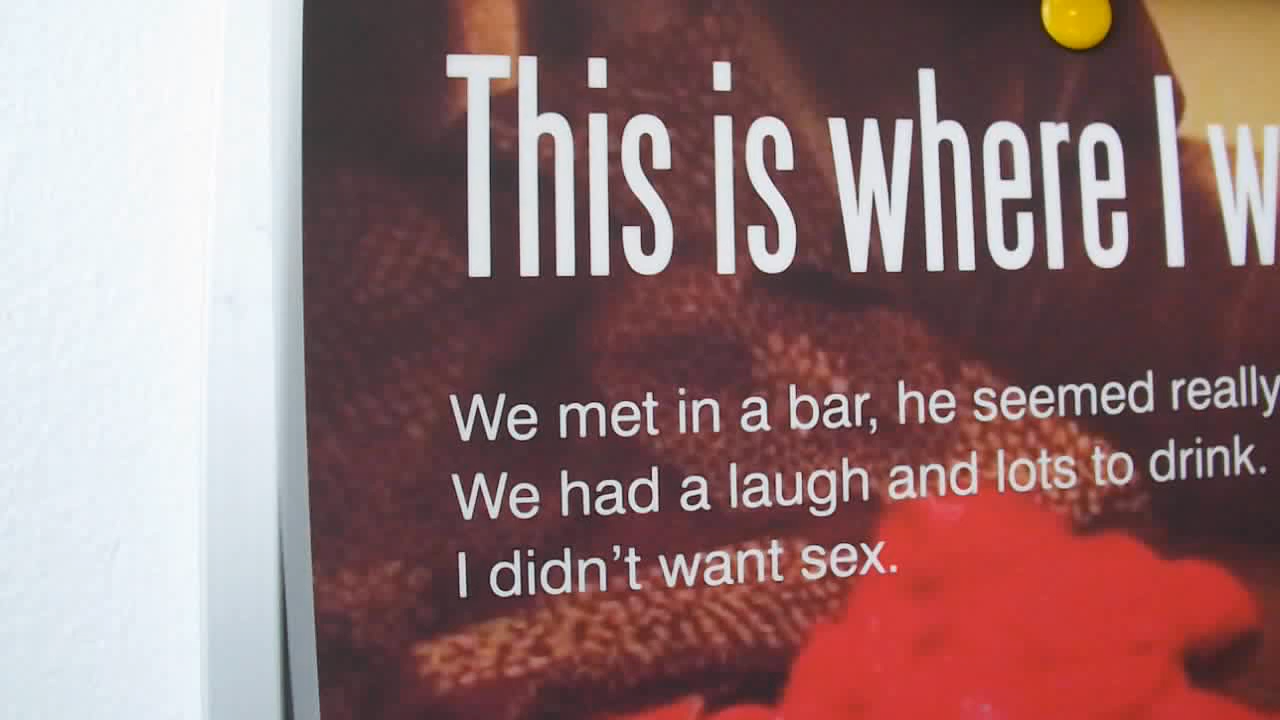 This is where I w
We met in a bar, he seemed really
We had a laugh and lots to drink.
I didn't want sex.